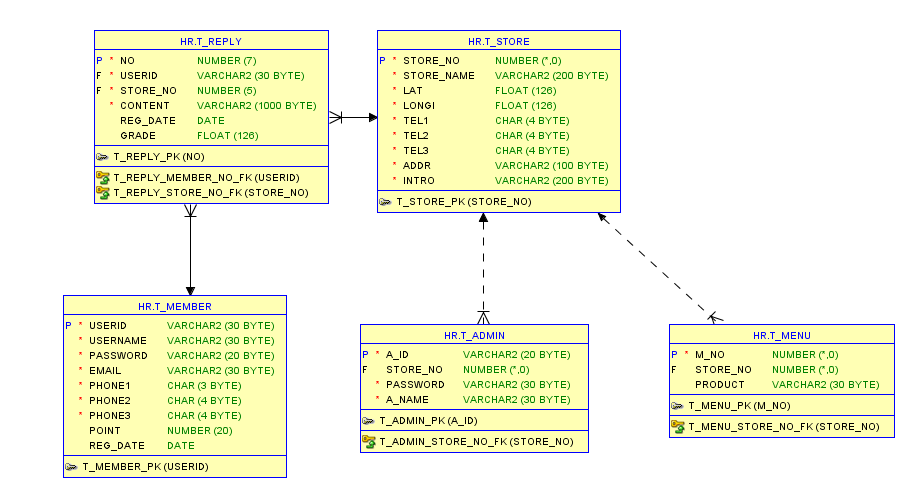 HR.T_REPLY
P * NO NUMBER (7)
F * USERID VARCHAR2 (30 BYTE)
F * STORE_NO NUMBER (5)
* CONTENT VARCHAR2 (1000 BYTE)
REG_DATE DATE
GRADE FLOAT (126)
T_REPLY_PK (NO)
T_REPLY_MEMBER_NO_FK (USERID)
T_REPLY_STORE_NO_FK (STORE_NO)
HR.T_STORE
P * STORE_NO NUMBER (*,0)
* STORE_NAME VARCHAR2 (200 BYTE)
* LAT FLOAT (126)
* LONGI FLOAT (126)
* TEL1 CHAR (4 BYTE)
* TEL2 CHAR (4 BYTE)
* TEL3 CHAR (4 BYTE)
* ADDR VARCHAR2 (100 BYTE)
* INTRO VARCHAR2 (200 BYTE)
T_STORE_PK (STORE_NO)
HR.T_MEMBER
P * USERID VARCHAR2 (30 BYTE)
* USERNAME VARCHAR2 (30 BYTE)
* PASSWORD VARCHAR2 (20 BYTE)
* EMAIL VARCHAR2 (30 BYTE)
* PHONE1 CHAR (3 BYTE)
* PHONE2 CHAR (4 BYTE)
* PHONE3 CHAR (4 BYTE)
POINT NUMBER (20)
REG_DATE DATE
T_MEMBER_PK (USERID)
HR.T_ADMIN
P * A_ID VARCHAR2 (20 BYTE)
F STORE_NO NUMBER (*,0)
* PASSWORD VARCHAR2 (30 BYTE)
* A_NAME VARCHAR2 (30 BYTE)
T_ADMIN_PK (A_ID)
T_ADMIN_STORE_NO_FK (STORE_NO)
HR.T_MENU
P * M_NO NUMBER (*,0)
F STORE_NO NUMBER (*,0)
PRODUCT VARCHAR2 (30 BYTE)
T_MENU_PK (M_NO)
T_MENU_STORE_NO_FK (STORE_NO)